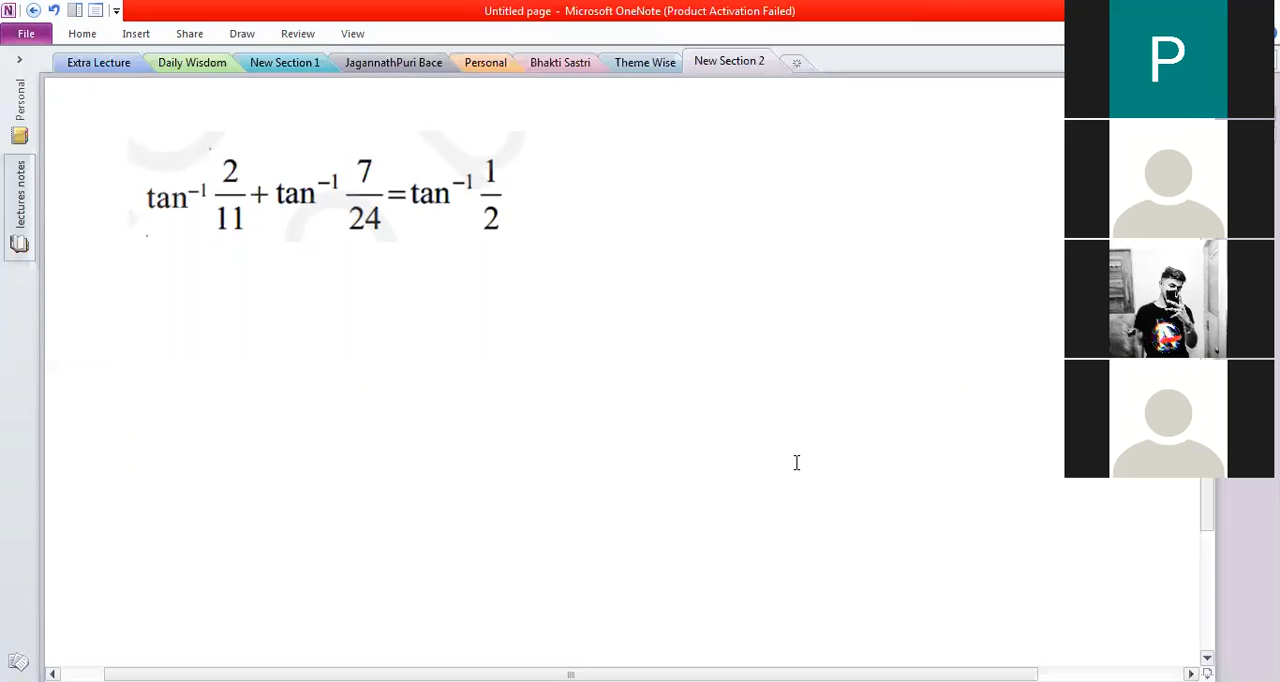 Untitled page - Microsoft OneNote (Product Activation Failed)
File Home Insert Share Draw Review View
Extra Lecture Daily Wisdom New Section 1 JagannathPuri Bace Personal Bhakti Sastri Theme Wise New Section 2
Personal
lectures notes
tan⁻¹ 2/11 + tan⁻¹ 7/24 = tan⁻¹ 1/2
P